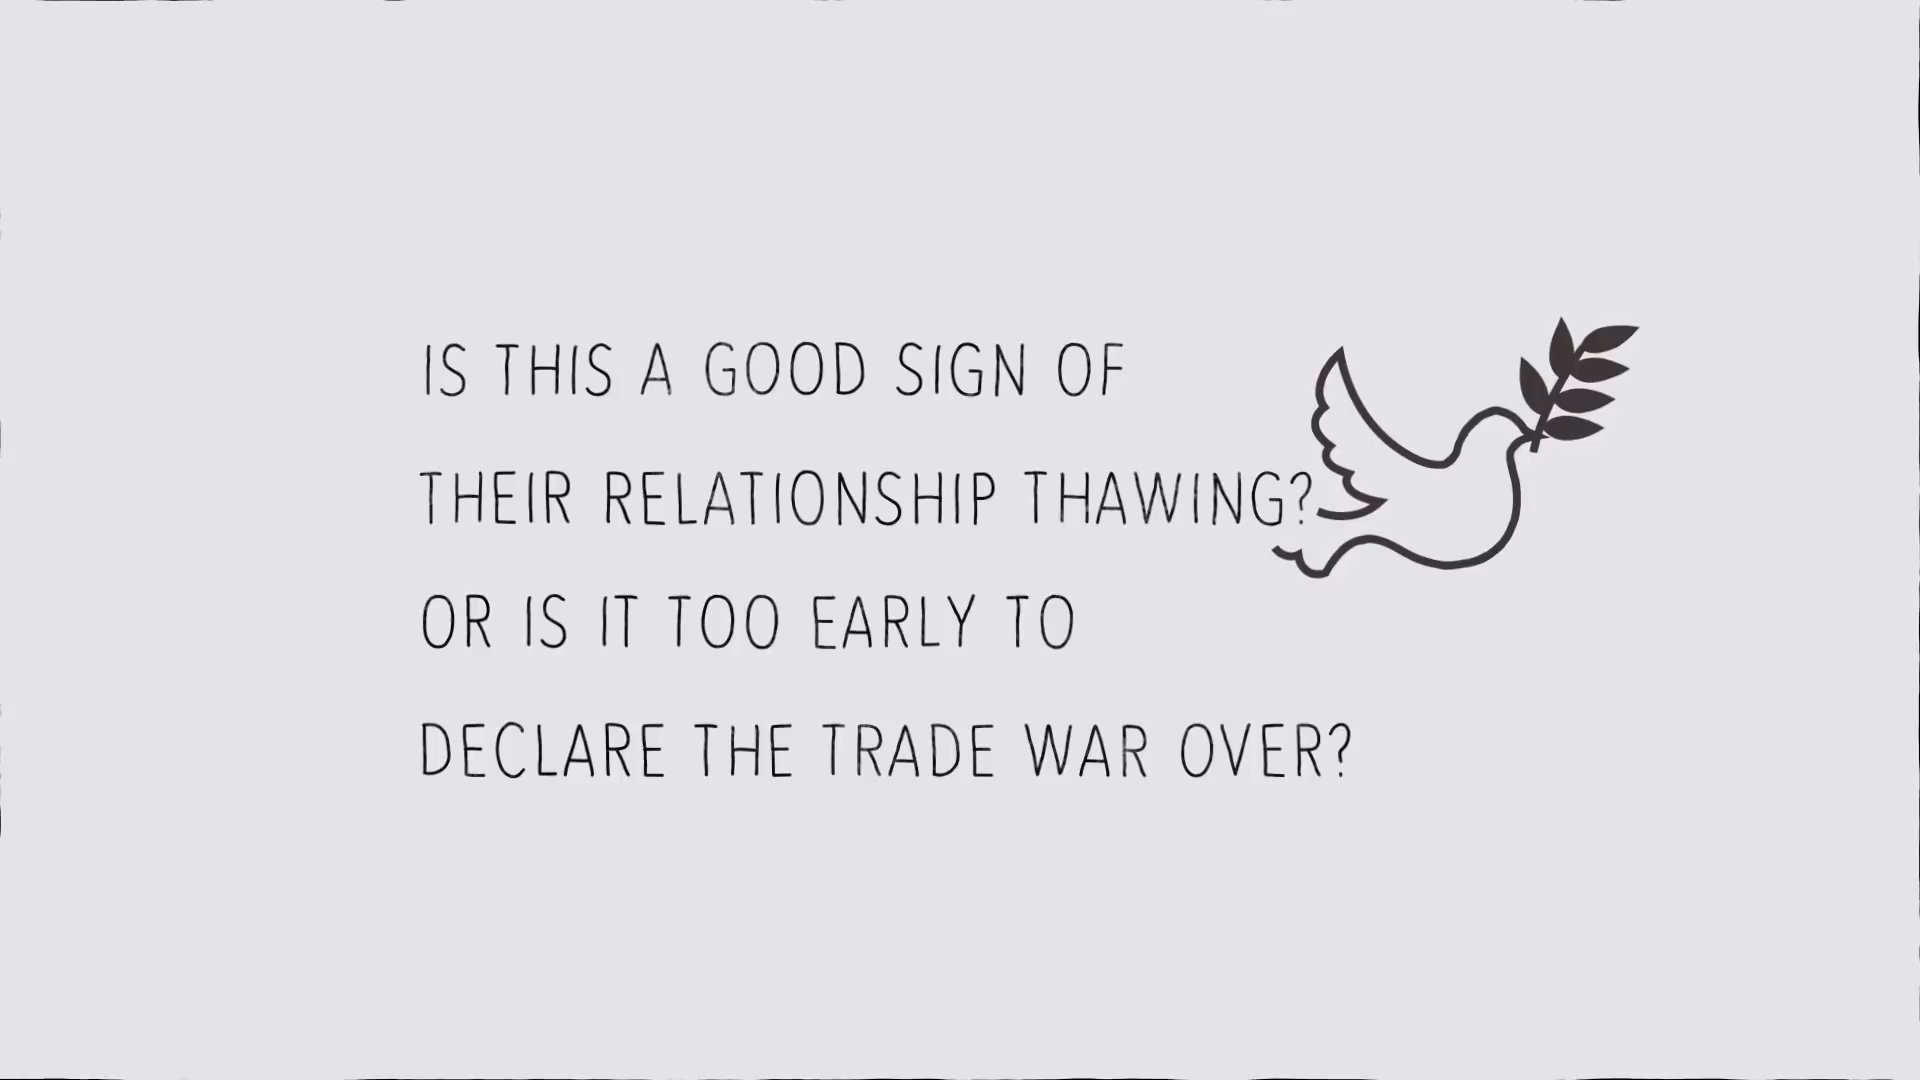 IS THIS A GOOD SIGN OF
THEIR RELATIONSHIP THAWING?
OR IS IT TOO EARLY TO
DECLARE THE TRADE WAR OVER?